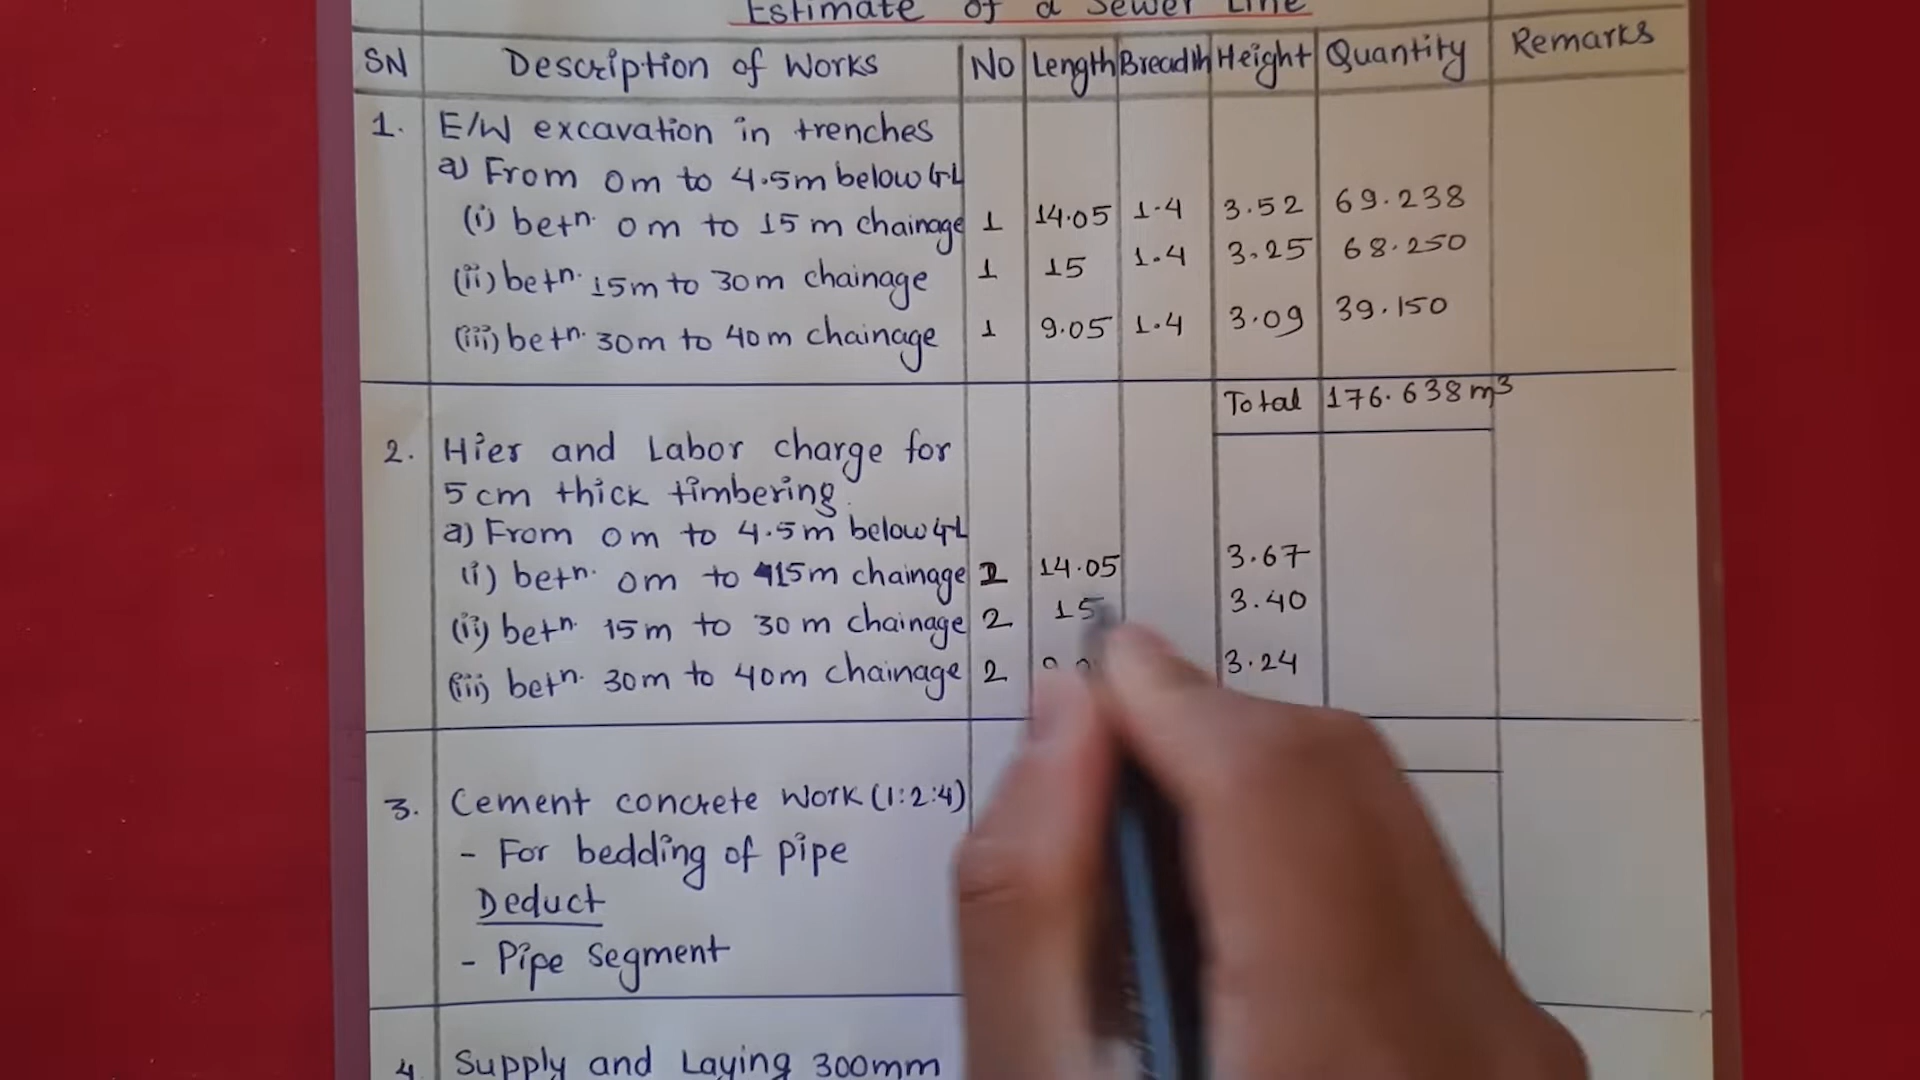 Estimate of a Sewer Line
SN Description of Works No Length Breadth Height Quantity Remarks
1. E/W excavation in trenches
a) From 0m to 4.5m below GL
(i) betn. 0m to 15m chainage 1 14.05 1.4 3.52 69.238
(ii) betn. 15m to 30m chainage 1 15 1.4 3.25 68.250
(iii) betn. 30m to 40m chainage 1 9.05 1.4 3.09 39.150
Total 176.638 m³
2. Hier and Labor charge for
5cm thick timbering.
a) From 0m to 4.5m below GL
(i) betn. 0m to 15m chainage 2 14.05 3.67
(ii) betn. 15m to 30m chainage 2 15 3.40
(iii) betn. 30m to 40m chainage 2 3.24
3. Cement concrete Work (1:2:4)
- For bedding of pipe
Deduct
- Pipe segment
4. Supply and Laying 300mm